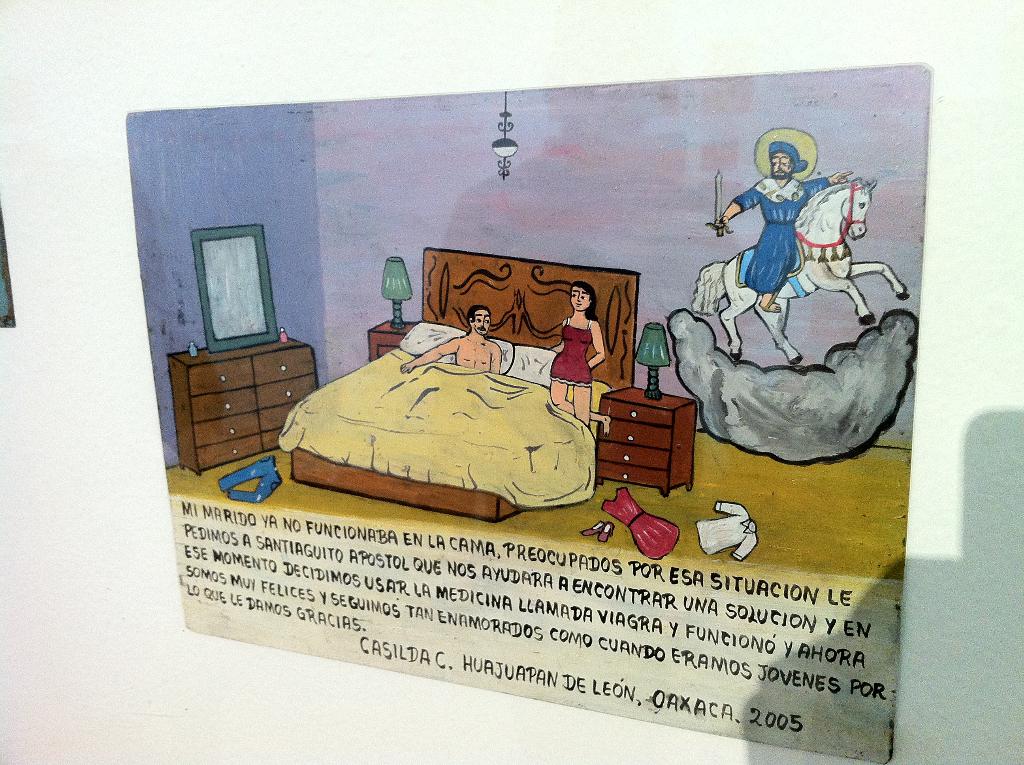 MI MARIDO YA NO FUNCIONABA EN LA CAMA, PREOCUPADOS POR ESA SITUACION LE
PEDIMOS A SANTIAGUITO APOSTOL QUE NOS AYUDARA A ENCONTRAR UNA SOLUCION Y EN
ESE MOMENTO DECIDIMOS USAR LA MEDICINA LLAMADA VIAGRA Y FUNCIONÓ Y AHORA
SOMOS MUY FELICES Y SEGUIMOS TAN ENAMORADOS COMO CUANDO ERAMOS JOVENES POR
LO QUE LE DAMOS GRACIAS.
CASILDA C. HUAJUAPAN DE LEÓN, OAXACA. 2005